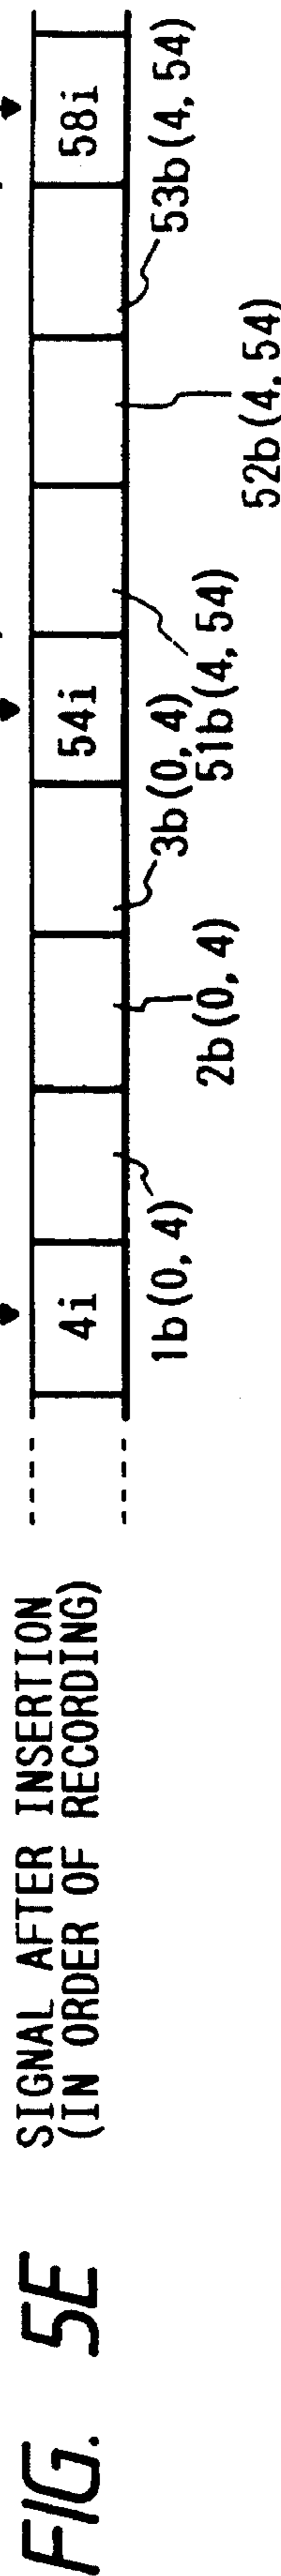 FIG. 5E
SIGNAL AFTER INSERTION
(IN ORDER OF RECORDING)
4i
54i
58i
1b(0, 4)
2b(0, 4)
3b(0, 4)
51b(4, 54)
52b(4, 54)
53b(4, 54)